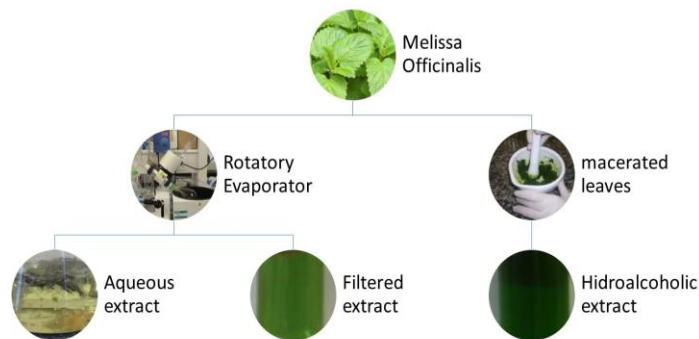 Melissa
Officinalis
Rotatory
Evaporator
macerated
leaves
Aqueous
extract
Filtered
extract
Hidroalcoholic
extract